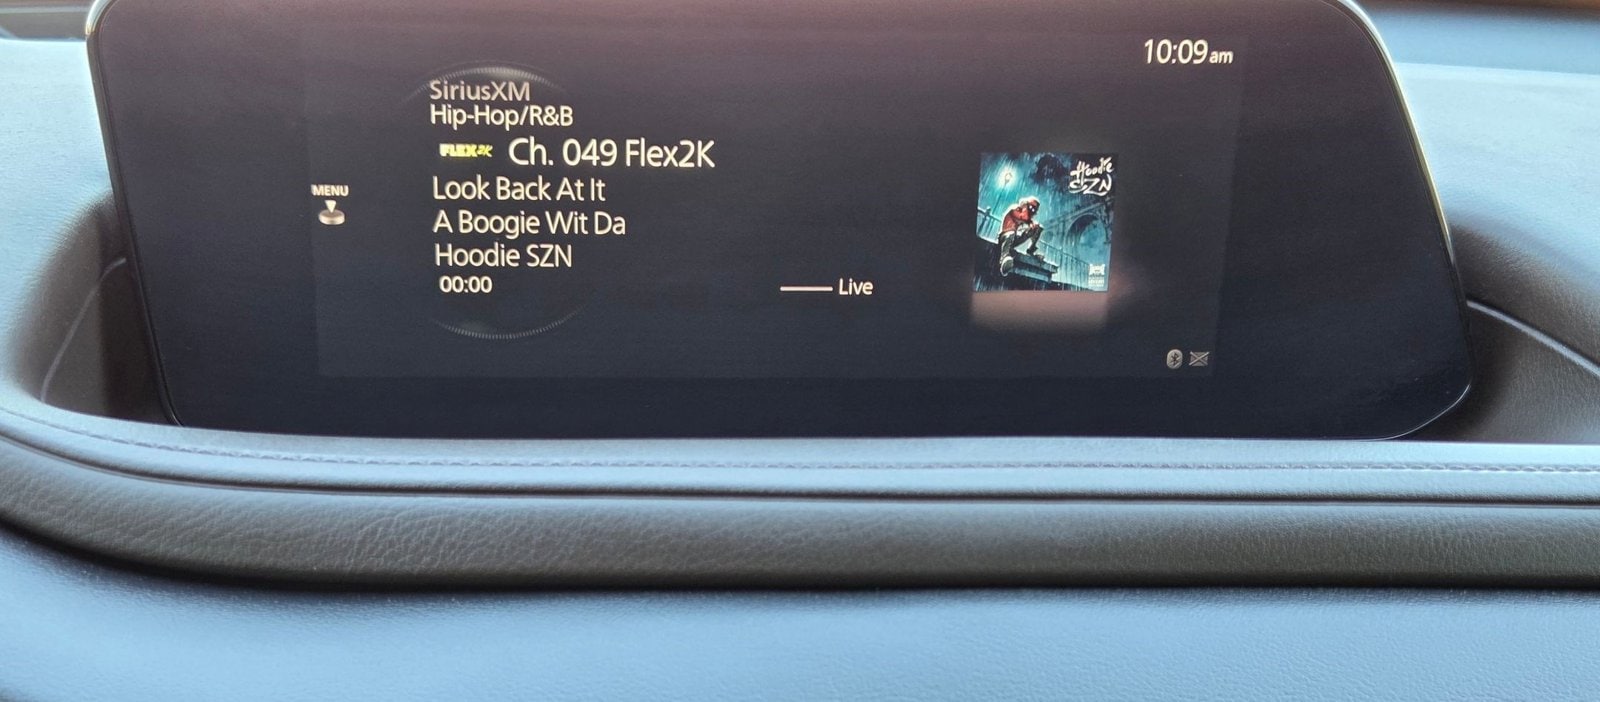 10:09am
SiriusXM
Hip-Hop/R&B
FLEX2K Ch. 049 Flex2K
MENU
Look Back At It
A Boogie Wit Da
Hoodie SZN
00:00
Live
Hoodie
SZN